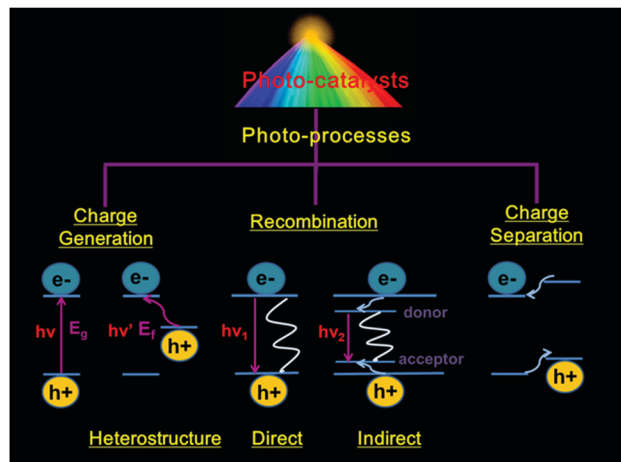 Photo-catalysts
Photo-processes
Charge
Generation
Recombination
Charge
Separation
e-
e-
e-
e-
e-
hν
Eg
hν'
Ef
h+
hν1
hν2
donor
acceptor
h+
h+
h+
h+
Heterostructure
Direct
Indirect